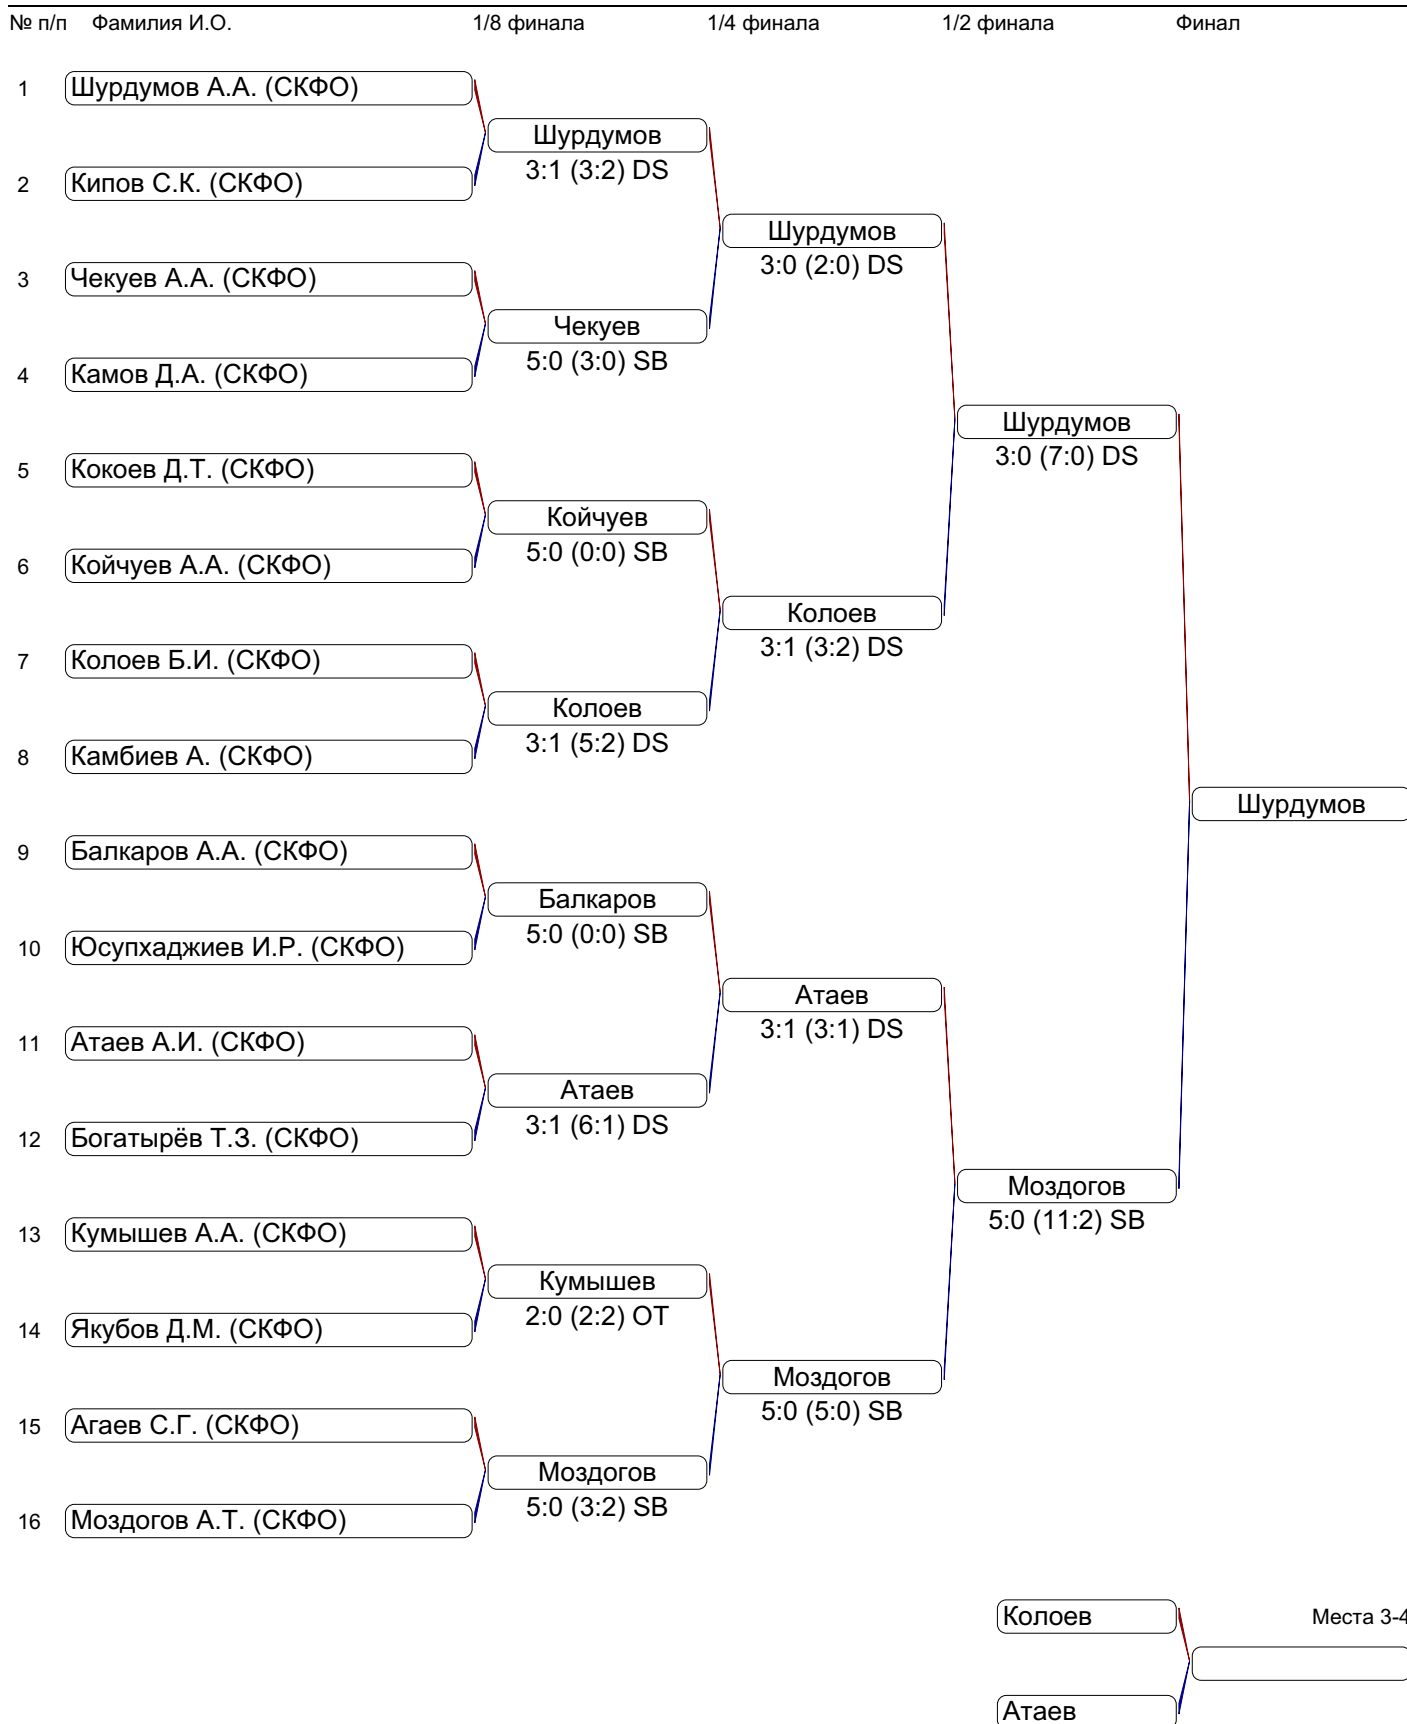 № п/п Фамилия И.О. 1/8 финала 1/4 финала 1/2 финала Финал
1 Шурдумов А.А. (СКФО)
Шурдумов
3:1 (3:2) DS
2 Кипов С.К. (СКФО)
Шурдумов
3:0 (2:0) DS
3 Чекуев А.А. (СКФО)
Чекуев
5:0 (3:0) SB
4 Камов Д.А. (СКФО)
Шурдумов
3:0 (7:0) DS
5 Кокоев Д.Т. (СКФО)
Койчуев
5:0 (0:0) SB
6 Койчуев А.А. (СКФО)
Колоев
3:1 (3:2) DS
7 Колоев Б.И. (СКФО)
Колоев
3:1 (5:2) DS
8 Камбиев А. (СКФО)
Шурдумов
9 Балкаров А.А. (СКФО)
Балкаров
5:0 (0:0) SB
10 Юсупхаджиев И.Р. (СКФО)
Атаев
3:1 (3:1) DS
11 Атаев А.И. (СКФО)
Атаев
3:1 (6:1) DS
12 Богатырёв Т.З. (СКФО)
Моздогов
5:0 (11:2) SB
13 Кумышев А.А. (СКФО)
Кумышев
2:0 (2:2) OT
14 Якубов Д.М. (СКФО)
Моздогов
5:0 (5:0) SB
15 Агаев С.Г. (СКФО)
Моздогов
5:0 (3:2) SB
16 Моздогов А.Т. (СКФО)
Колоев Места 3-4
Атаев